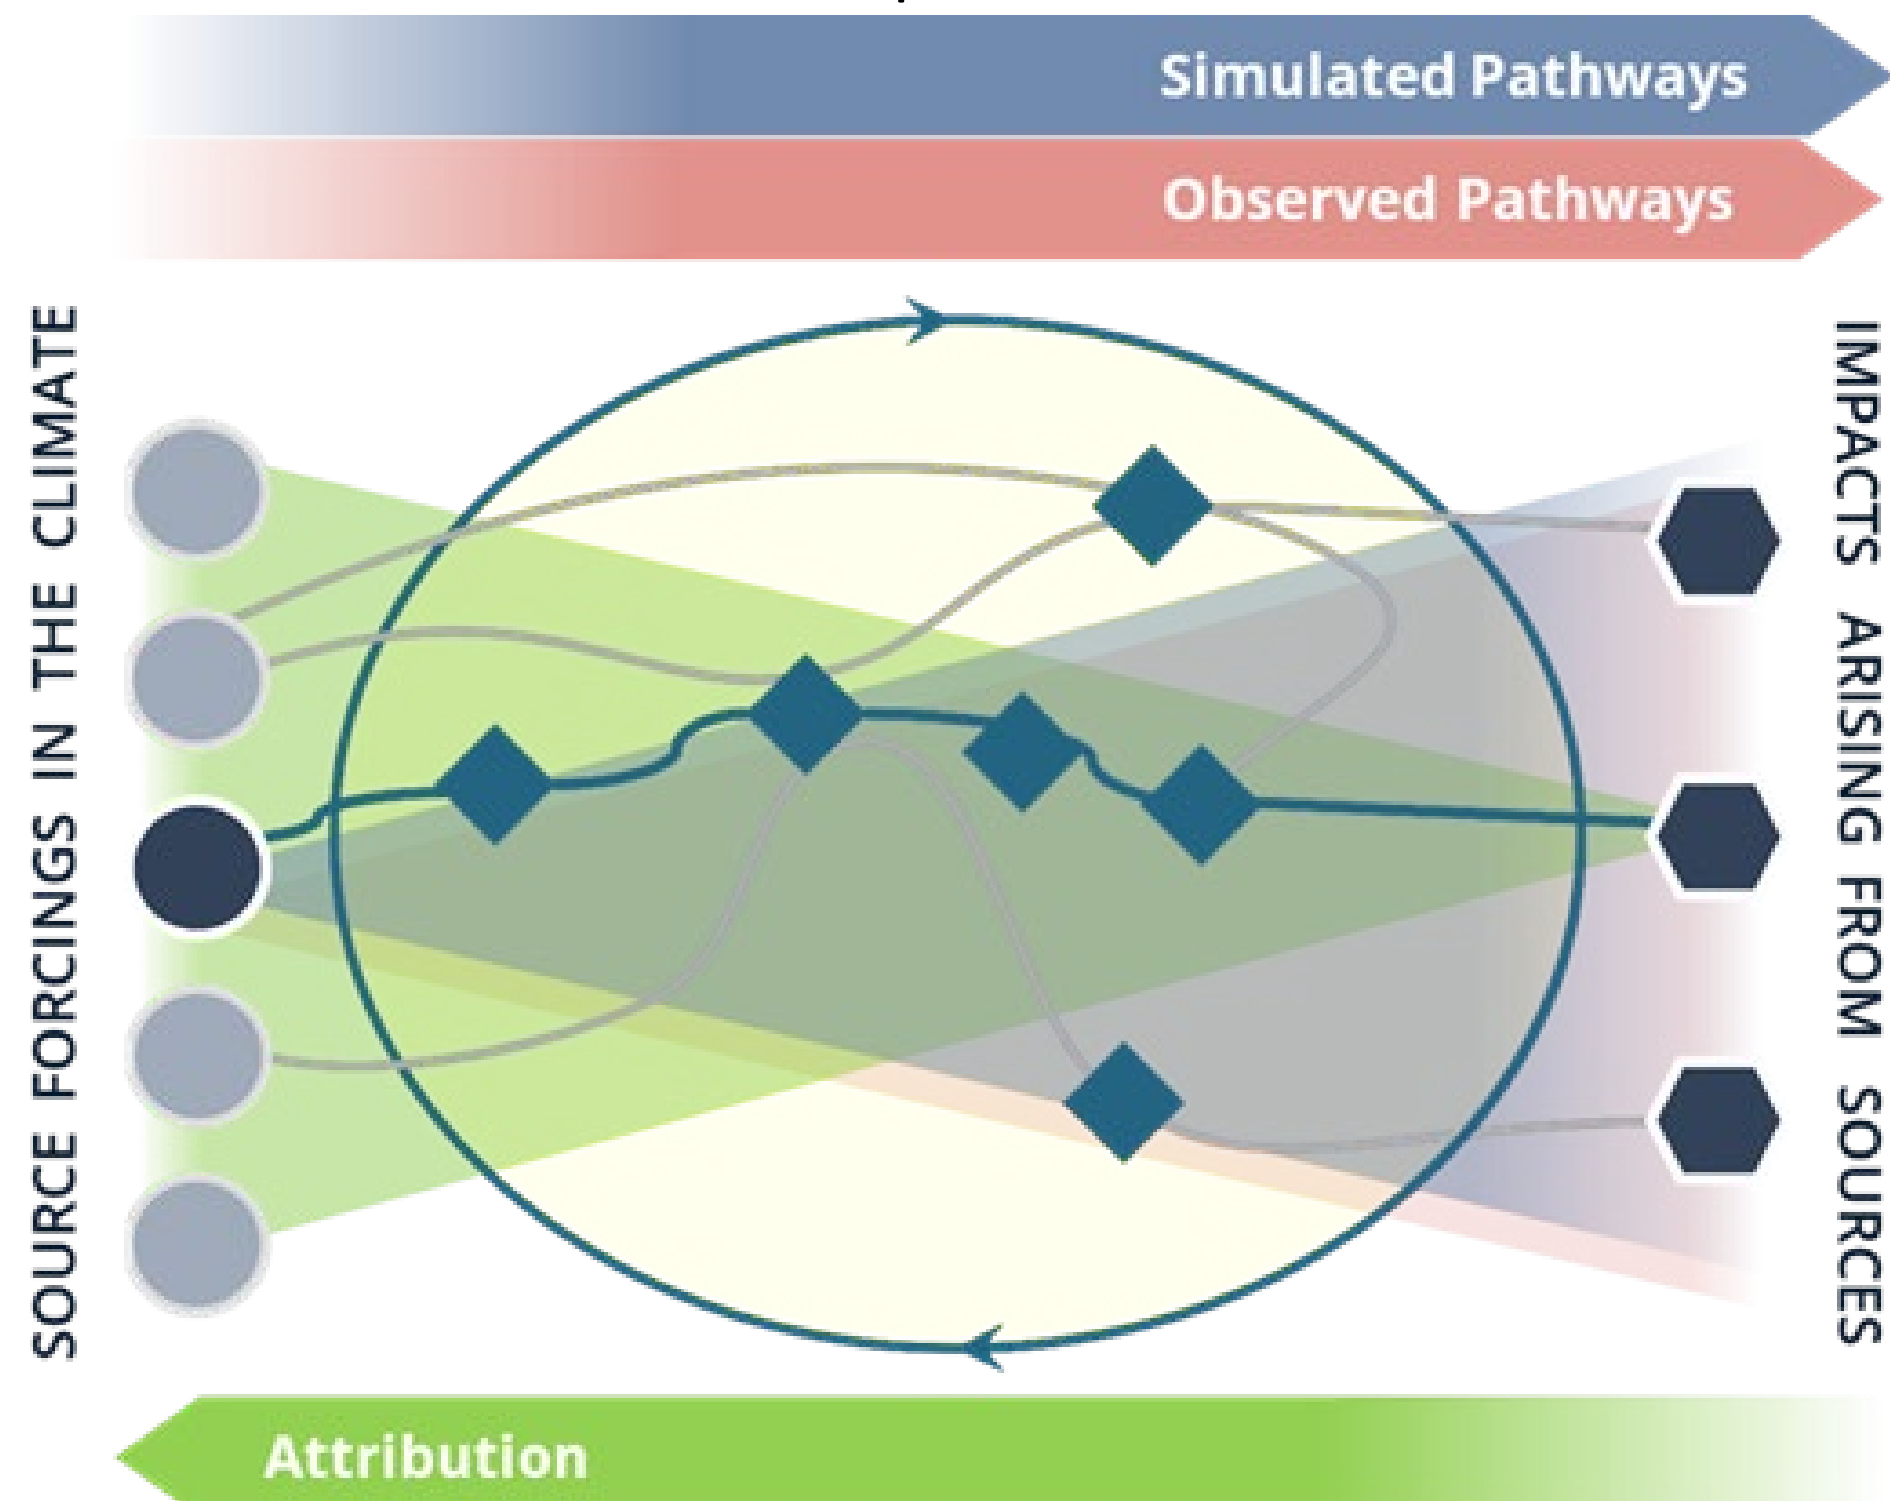 Simulated Pathways
Observed Pathways
SOURCE FORCINGS IN THE CLIMATE
IMPACTS ARISING FROM SOURCES
Attribution